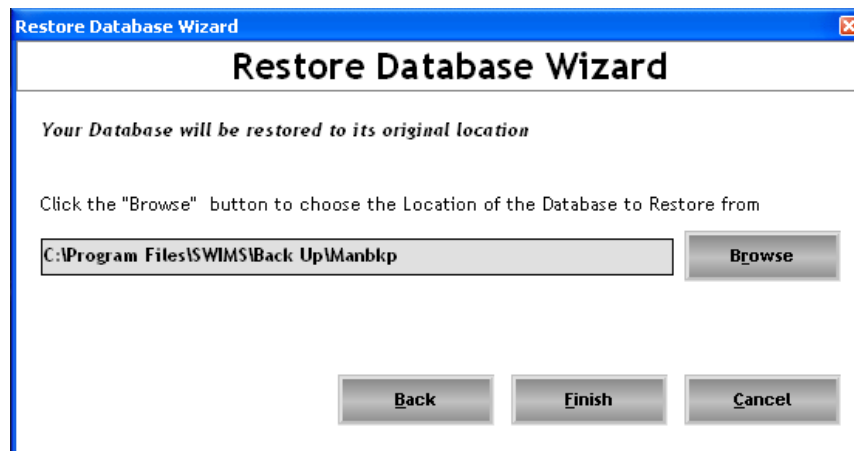 Restore Database Wizard
Restore Database Wizard
Your Database will be restored to its original location
Click the "Browse" button to choose the Location of the Database to Restore from
C:\Program Files\SWIMS\Back Up\Manbkp
Browse
Back Finish Cancel